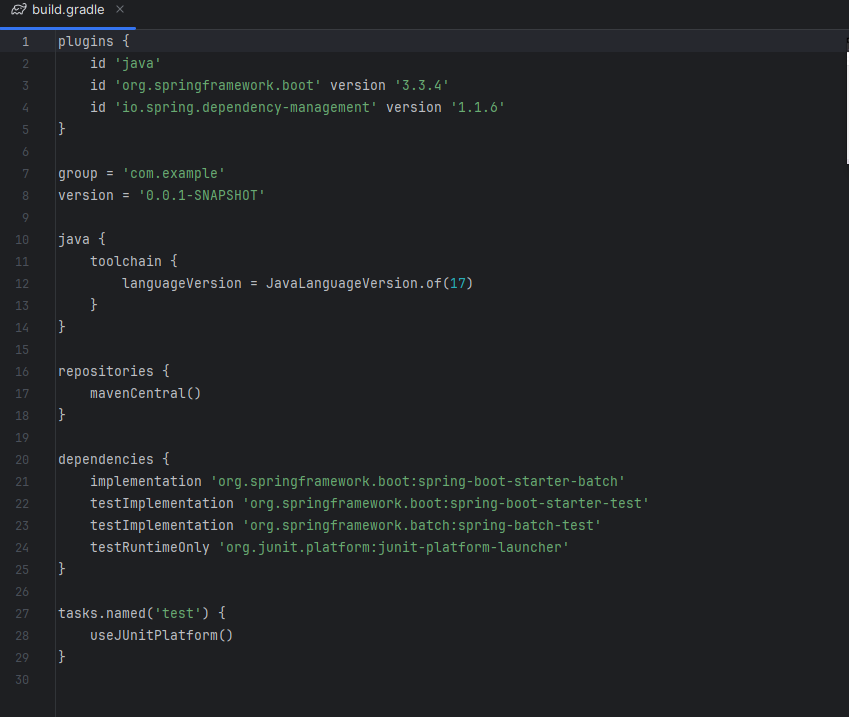 build.gradle
1 plugins {
2     id 'java'
3     id 'org.springframework.boot' version '3.3.4'
4     id 'io.spring.dependency-management' version '1.1.6'
5 }
6
7 group = 'com.example'
8 version = '0.0.1-SNAPSHOT'
9
10 java {
11     toolchain {
12         languageVersion = JavaLanguageVersion.of(17)
13     }
14 }
15
16 repositories {
17     mavenCentral()
18 }
19
20 dependencies {
21     implementation 'org.springframework.boot:spring-boot-starter-batch'
22     testImplementation 'org.springframework.boot:spring-boot-starter-test'
23     testImplementation 'org.springframework.batch:spring-batch-test'
24     testRuntimeOnly 'org.junit.platform:junit-platform-launcher'
25 }
26
27 tasks.named('test') {
28     useJUnitPlatform()
29 }
30